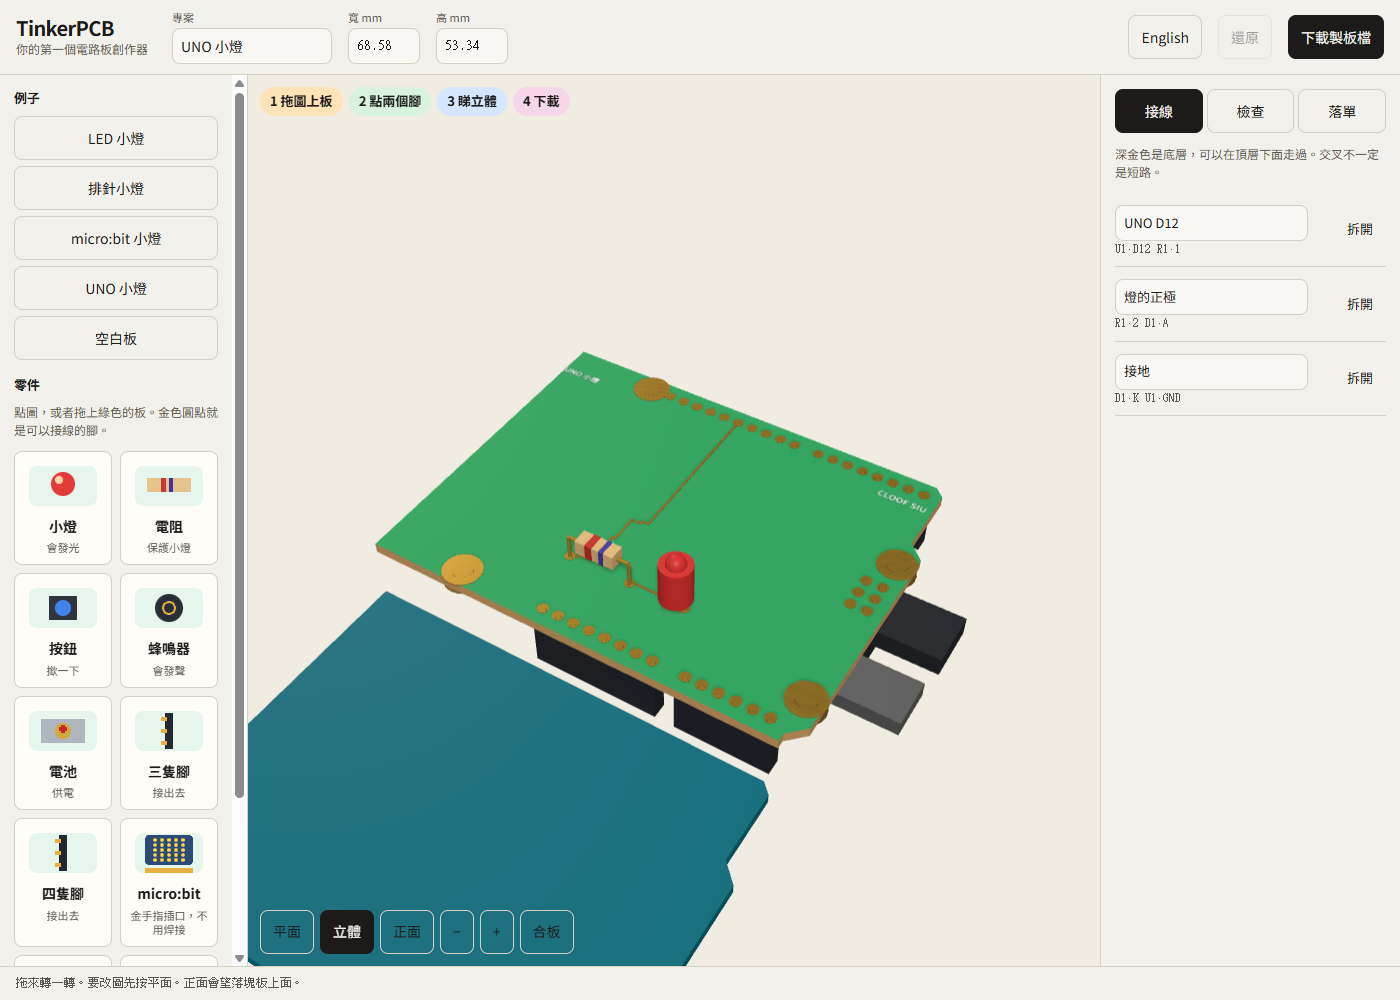 TinkerPCB
你的第一個電路板創作器
專案
UNO 小燈
寬 mm
68.58
高 mm
53.34
English
還原
下載製板檔
例子
LED 小燈
排針小燈
micro:bit 小燈
UNO 小燈
空白板
零件
點圖，或者拖上綠色的板。金色圓點就
是可以接線的腳。
小燈
會發光
電阻
保護小燈
按鈕
撳一下
蜂鳴器
會發聲
電池
供電
三隻腳
接出去
四隻腳
接出去
micro:bit
金手指插口，不
用焊接
1 拖圖上板
2 點兩個腳
3 睇立體
4 下載
UNO 小燈
CLOOF SIU
平面
立體
正面
−
+
合板
接線
檢查
落單
深金色是底層，可以在頂層下面走過。交叉不一定
是短路。
UNO D12
拆開
U1·D12 R1·1
燈的正極
拆開
R1·2 D1·A
接地
拆開
D1·K U1·GND
拖來轉一轉。要改圖先按平面。正面會望落塊板上面。